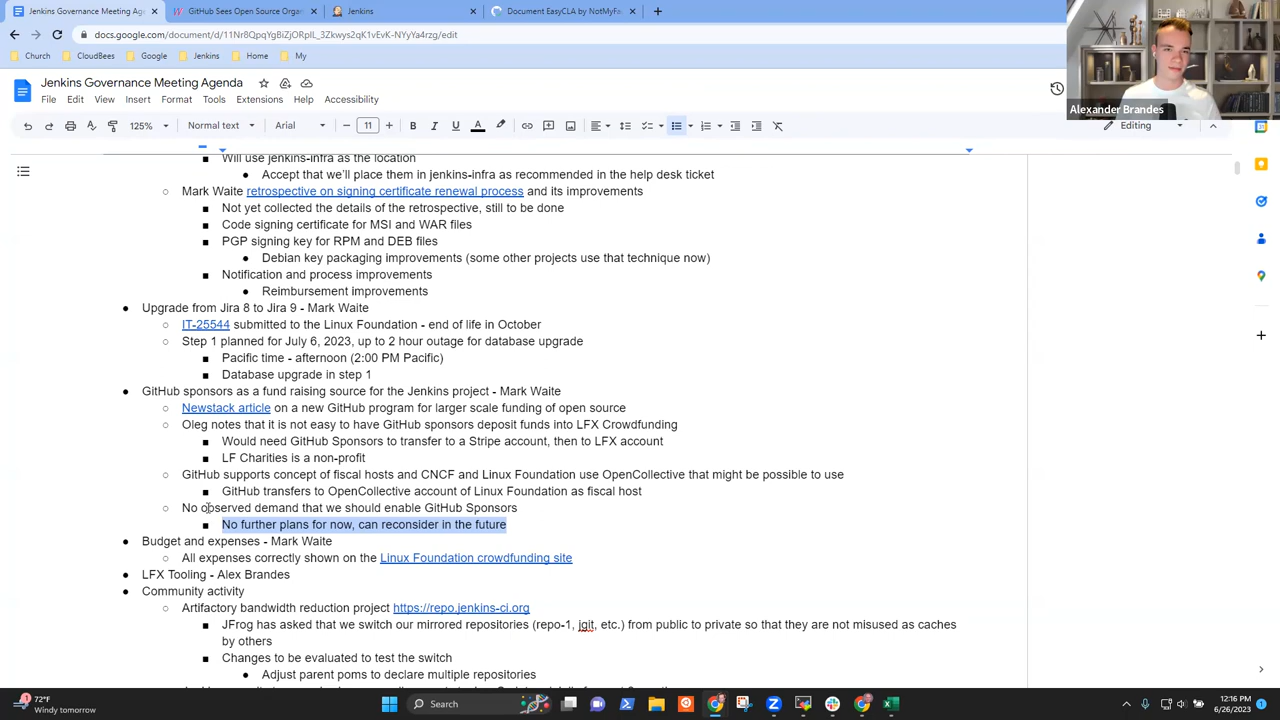 Jenkins Governance Meeting Age
WG Sponsor Source Organizatio
Jenkins
Document EasyCLA by NotMyFa
docs.google.com/document/d/11Nr8QpqYgBiZjORpIL_3Zkwys2qK1vEvK-NYyYa4rzg/edit
Church
CloudBees
Google
Jenkins
Home
My
Alexander Brandes
Jenkins Governance Meeting Agenda
File Edit View Insert Format Tools Extensions Help Accessibility
125% Normal text Arial 11 Editing
Will use jenkins-infra as the location
Accept that we'll place them in jenkins-infra as recommended in the help desk ticket
Mark Waite retrospective on signing certificate renewal process and its improvements
Not yet collected the details of the retrospective, still to be done
Code signing certificate for MSI and WAR files
PGP signing key for RPM and DEB files
Debian key packaging improvements (some other projects use that technique now)
Notification and process improvements
Reimbursement improvements
Upgrade from Jira 8 to Jira 9 - Mark Waite
IT-25544 submitted to the Linux Foundation - end of life in October
Step 1 planned for July 6, 2023, up to 2 hour outage for database upgrade
Pacific time - afternoon (2:00 PM Pacific)
Database upgrade in step 1
GitHub sponsors as a fund raising source for the Jenkins project - Mark Waite
Newstack article on a new GitHub program for larger scale funding of open source
Oleg notes that it is not easy to have GitHub sponsors deposit funds into LFX Crowdfunding
Would need GitHub Sponsors to transfer to a Stripe account, then to LFX account
LF Charities is a non-profit
GitHub supports concept of fiscal hosts and CNCF and Linux Foundation use OpenCollective that might be possible to use
GitHub transfers to OpenCollective account of Linux Foundation as fiscal host
No observed demand that we should enable GitHub Sponsors
No further plans for now, can reconsider in the future
Budget and expenses - Mark Waite
All expenses correctly shown on the Linux Foundation crowdfunding site
LFX Tooling - Alex Brandes
Community activity
Artifactory bandwidth reduction project https://repo.jenkins-ci.org
JFrog has asked that we switch our mirrored repositories (repo-1, jgit, etc.) from public to private so that they are not misused as caches
by others
Changes to be evaluated to test the switch
Adjust parent poms to declare multiple repositories
72°F
Windy tomorrow
Search
12:16 PM
6/26/2023